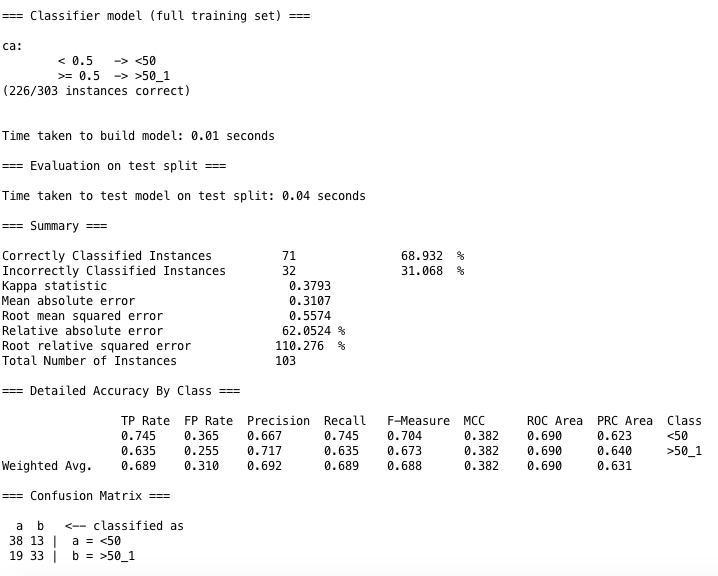 === Classifier model (full training set) ===
ca:
< 0.5 -> <50
>= 0.5 -> >50_1
(226/303 instances correct)
Time taken to build model: 0.01 seconds
=== Evaluation on test split ===
Time taken to test model on test split: 0.04 seconds
=== Summary ===
Correctly Classified Instances 71 68.932 %
Incorrectly Classified Instances 32 31.068 %
Kappa statistic 0.3793
Mean absolute error 0.3107
Root mean squared error 0.5574
Relative absolute error 62.0524 %
Root relative squared error 110.276 %
Total Number of Instances 103
=== Detailed Accuracy By Class ===
TP Rate FP Rate Precision Recall F-Measure MCC ROC Area PRC Area Class
0.745 0.365 0.667 0.745 0.704 0.382 0.690 0.623 <50
0.635 0.255 0.717 0.635 0.673 0.382 0.690 0.640 >50_1
Weighted Avg. 0.689 0.310 0.692 0.689 0.688 0.382 0.690 0.631
=== Confusion Matrix ===
a b <-- classified as
38 13 | a = <50
19 33 | b = >50_1